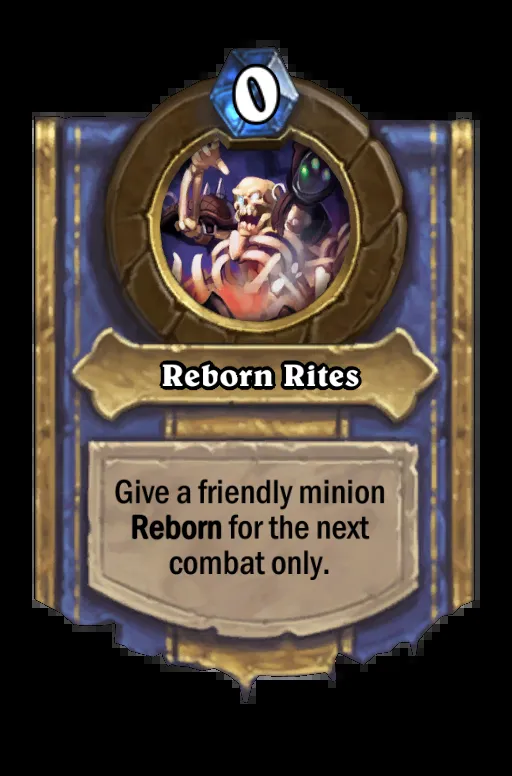 0
Reborn Rites
Give a friendly minion
Reborn for the next
combat only.